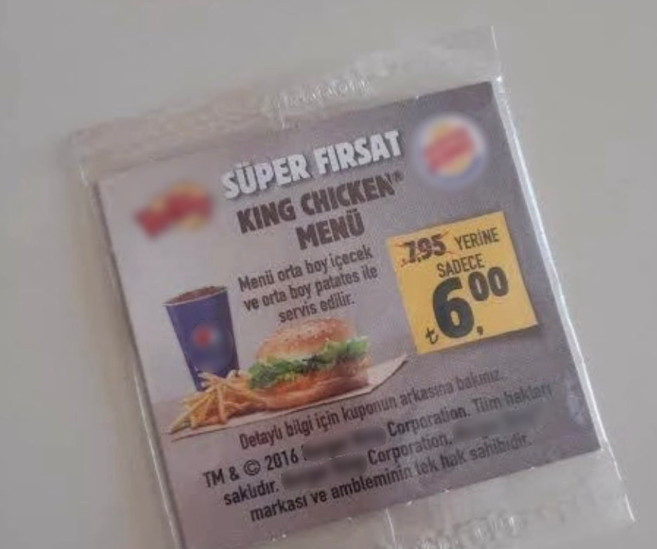 SÜPER FIRSAT
KING CHICKEN®
MENÜ
Menü orta boy içecek
ve orta boy patates ile
servis edilir.
7,95 YERİNE
SADECE
₺6,00
Detaylı bilgi için kuponun arkasına bakınız.
TM & © 2016 Corporation. Tüm hakları
saklıdır. Corporation,
markası ve ambleminin tek hak sahibidir.